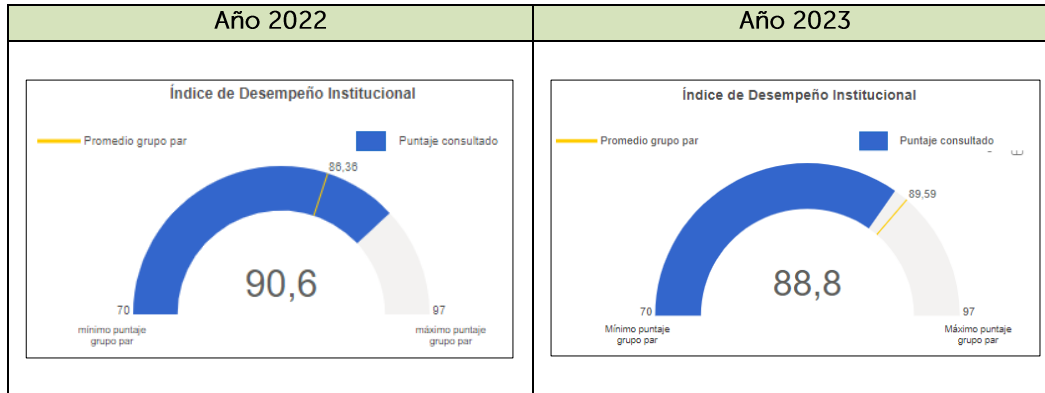 Año 2022
Año 2023
Índice de Desempeño Institucional
Promedio grupo par
Puntaje consultado
86,36
90,6
70
97
mínimo puntaje
grupo par
máximo puntaje
grupo par
Índice de Desempeño Institucional
Promedio grupo par
Puntaje consultado
89,59
88,8
70
97
Mínimo puntaje
grupo par
Máximo puntaje
grupo par